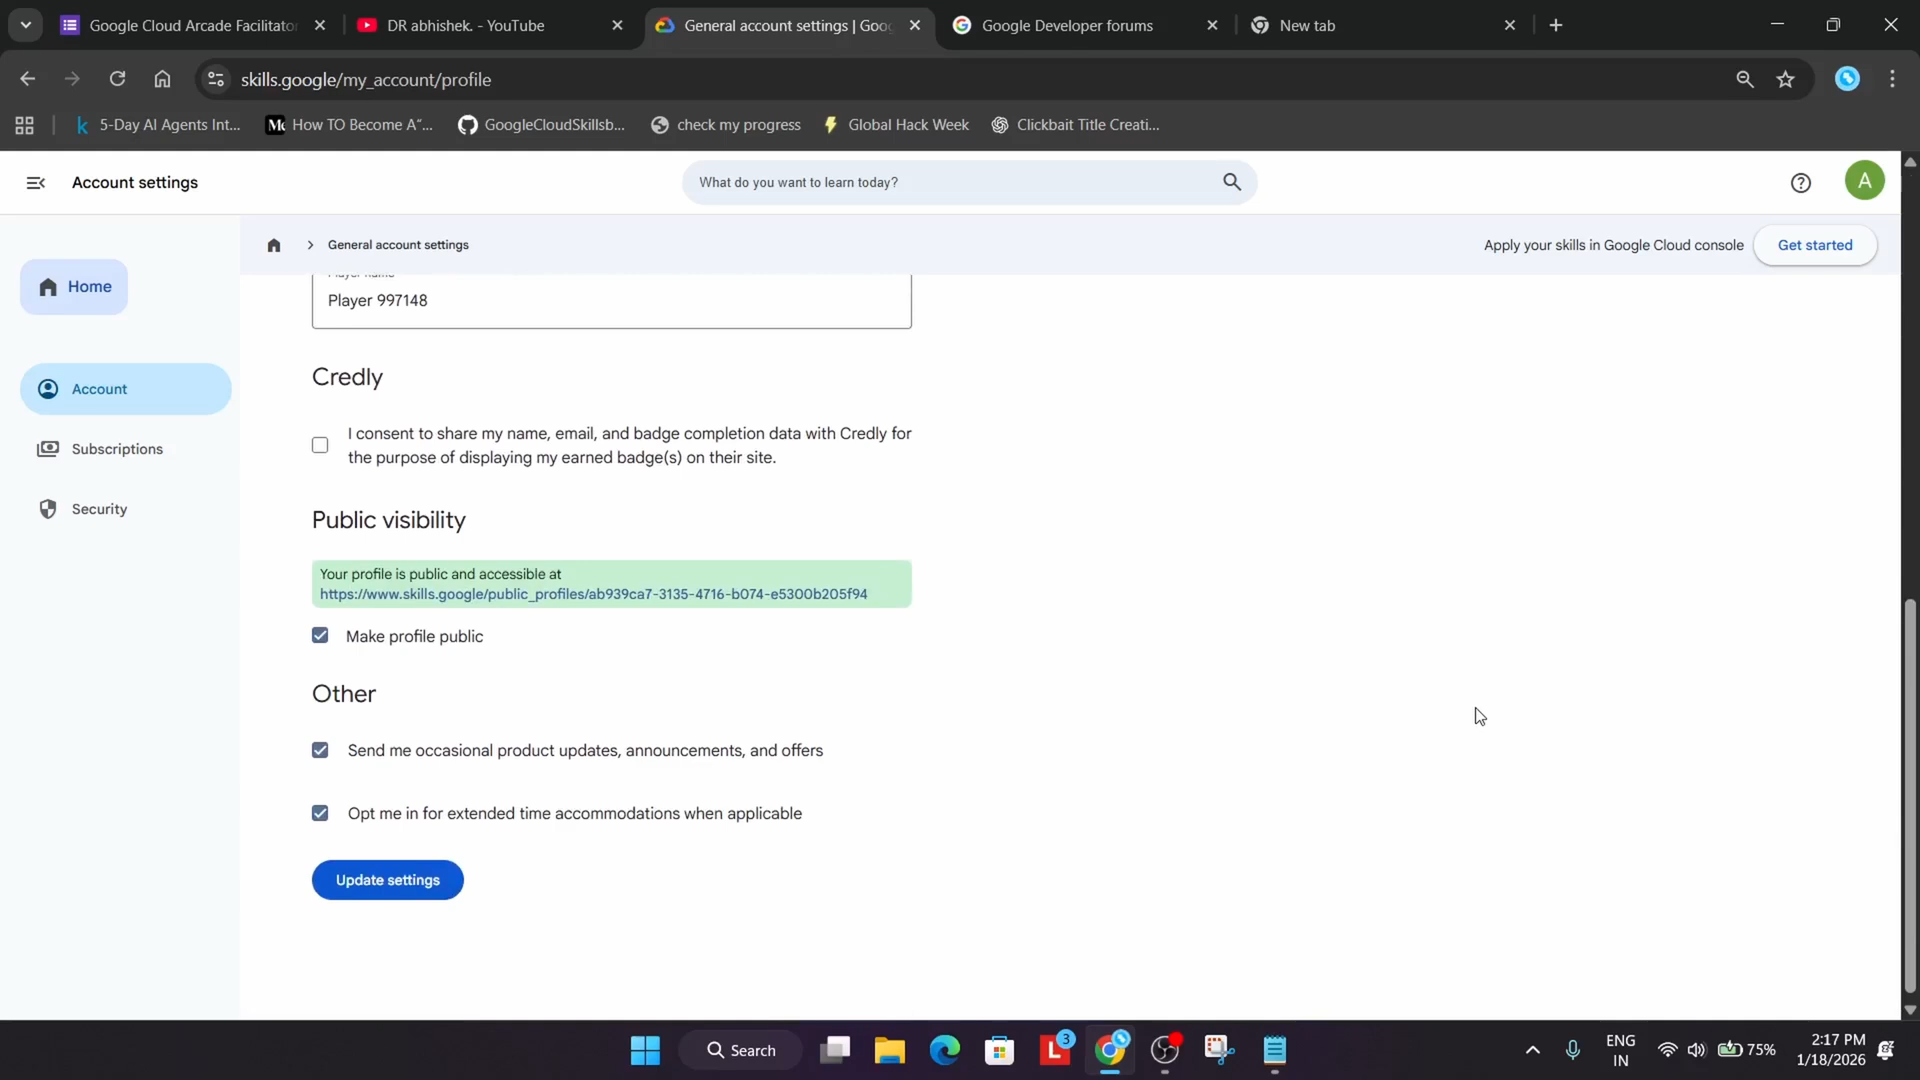 Google Cloud Arcade Facilitator
DR abhishek. - YouTube
General account settings | Goog
Google Developer forums
New tab
skills.google/my_account/profile
5-Day AI Agents Int...
How TO Become A“...
GoogleCloudSkillsb...
check my progress
Global Hack Week
Clickbait Title Creati...
Account settings
What do you want to learn today?
A
General account settings
Apply your skills in Google Cloud console
Get started
Home
Account
Subscriptions
Security
Player name
Player 997148
Credly
I consent to share my name, email, and badge completion data with Credly for
the purpose of displaying my earned badge(s) on their site.
Public visibility
Your profile is public and accessible at
https://www.skills.google/public_profiles/ab939ca7-3135-4716-b074-e5300b205f94
Make profile public
Other
Send me occasional product updates, announcements, and offers
Opt me in for extended time accommodations when applicable
Update settings
Search
3
ENG
IN
75%
2:17 PM
1/18/2026